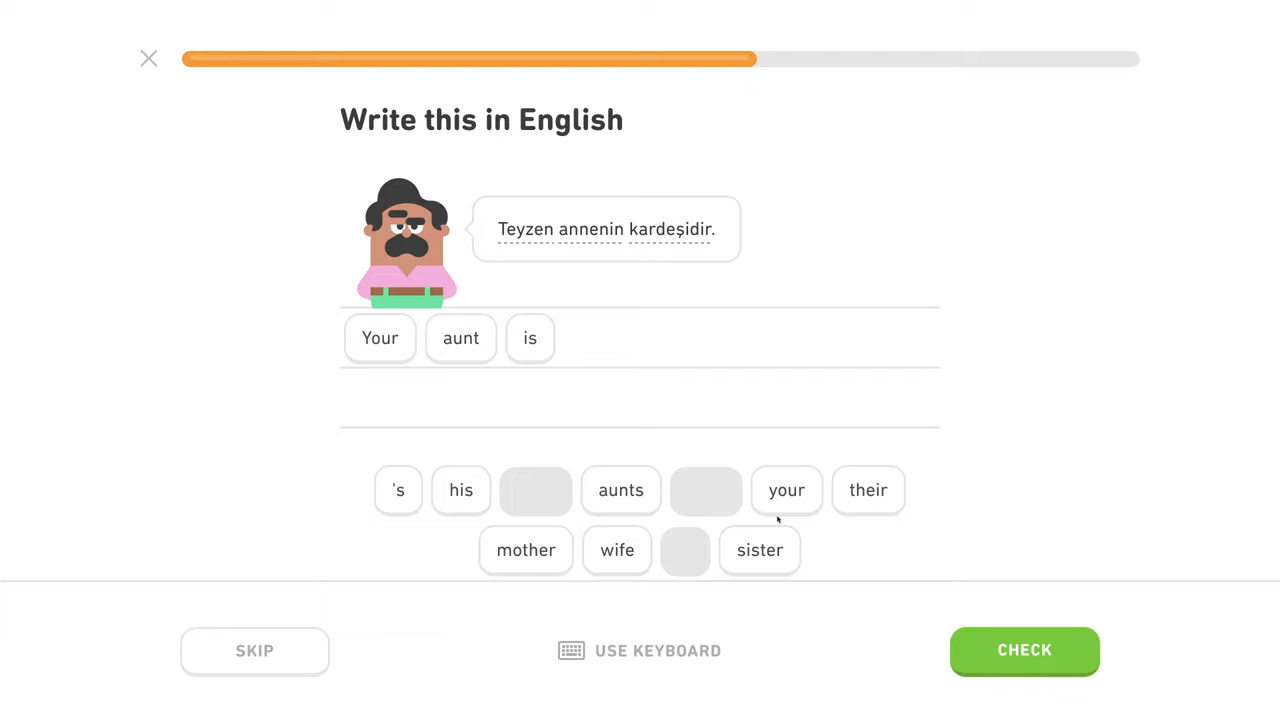 Write this in English
Teyzen annenin kardeşidir.
Your aunt is
's his aunts your their
mother wife sister
SKIP USE KEYBOARD CHECK